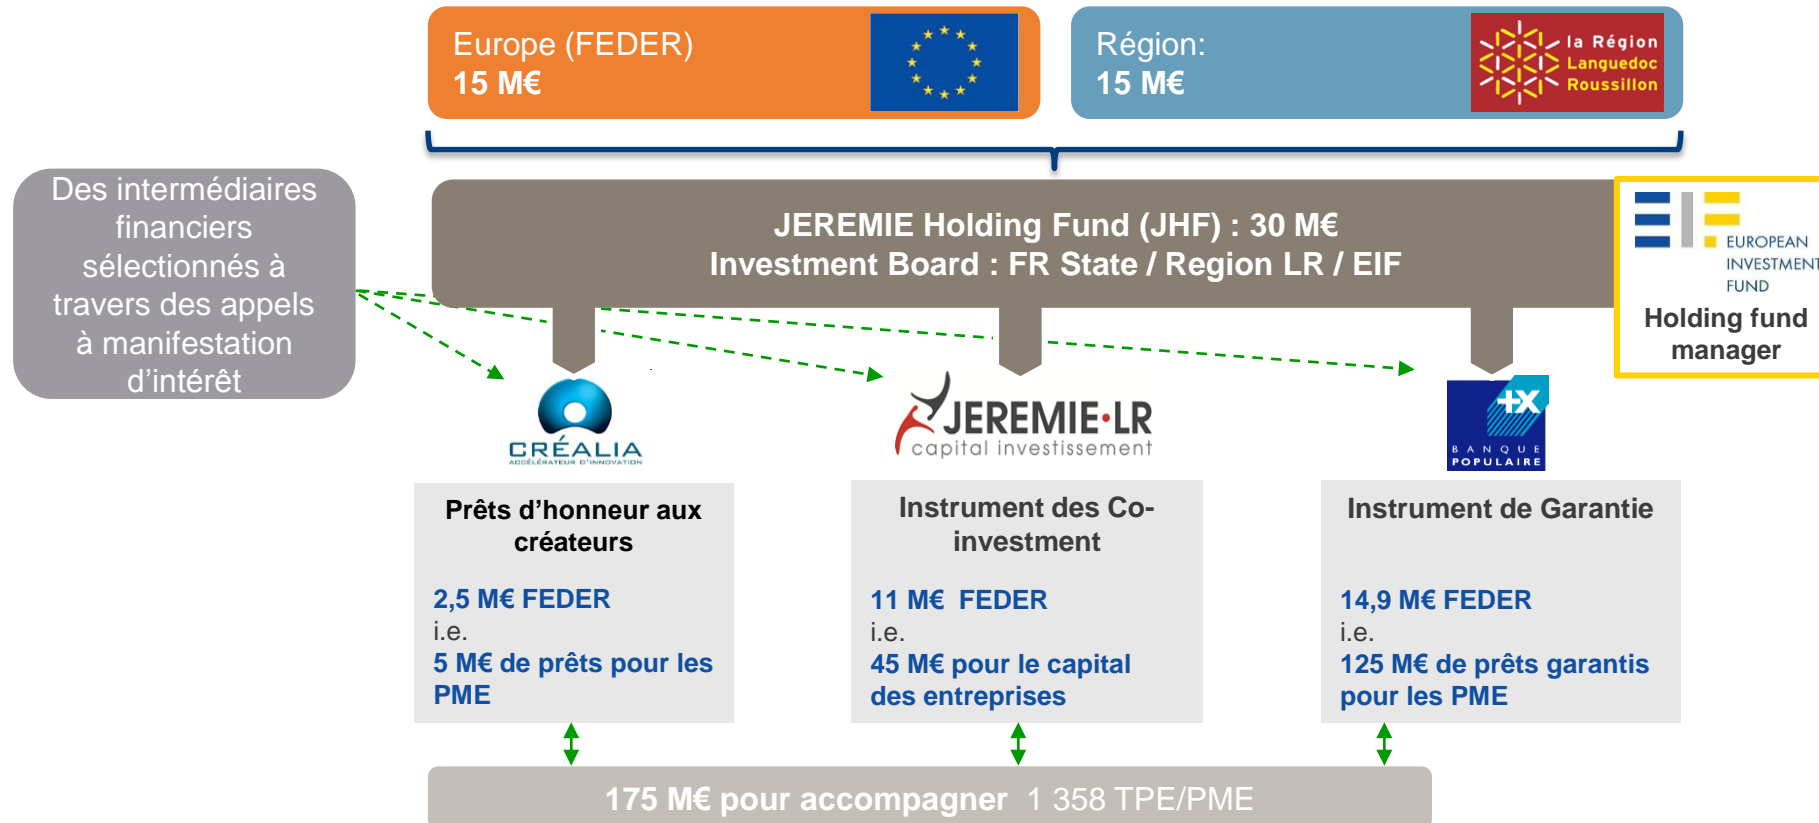 Europe (FEDER)
15 M€
Région:
15 M€
la Région
Languedoc
Roussillon
Des intermédiaires
financiers
sélectionnés à
travers des appels
à manifestation
d’intérêt
JEREMIE Holding Fund (JHF) : 30 M€
Investment Board : FR State / Region LR / EIF
EUROPEAN
INVESTMENT
FUND
Holding fund
manager
CRÉALIA
ACCÉLÉRATEUR D'INNOVATION
JEREMIE•LR
capital investissement
+X
BANQUE
POPULAIRE
Prêts d’honneur aux
créateurs
2,5 M€ FEDER
i.e.
5 M€ de prêts pour les
PME
Instrument des Co-
investment
11 M€  FEDER
i.e.
45 M€ pour le capital
des entreprises
Instrument de Garantie
14,9 M€ FEDER
i.e.
125 M€ de prêts garantis
pour les PME
175 M€ pour accompagner  1 358 TPE/PME